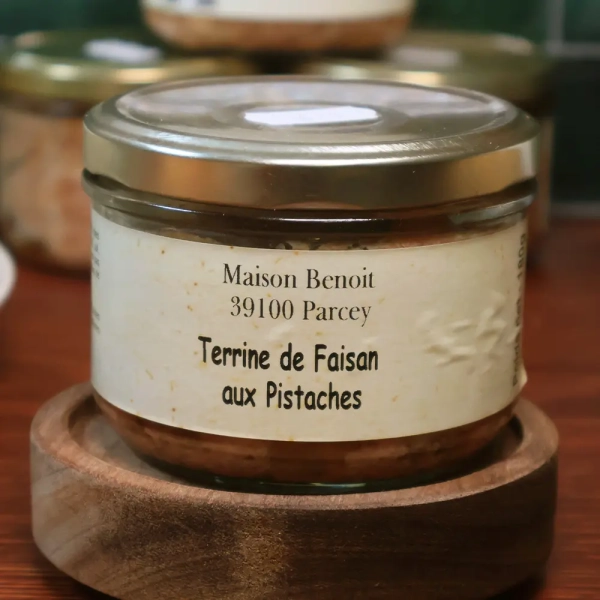 Maison Benoit
39100 Parcey
Terrine de Faisan
aux Pistaches